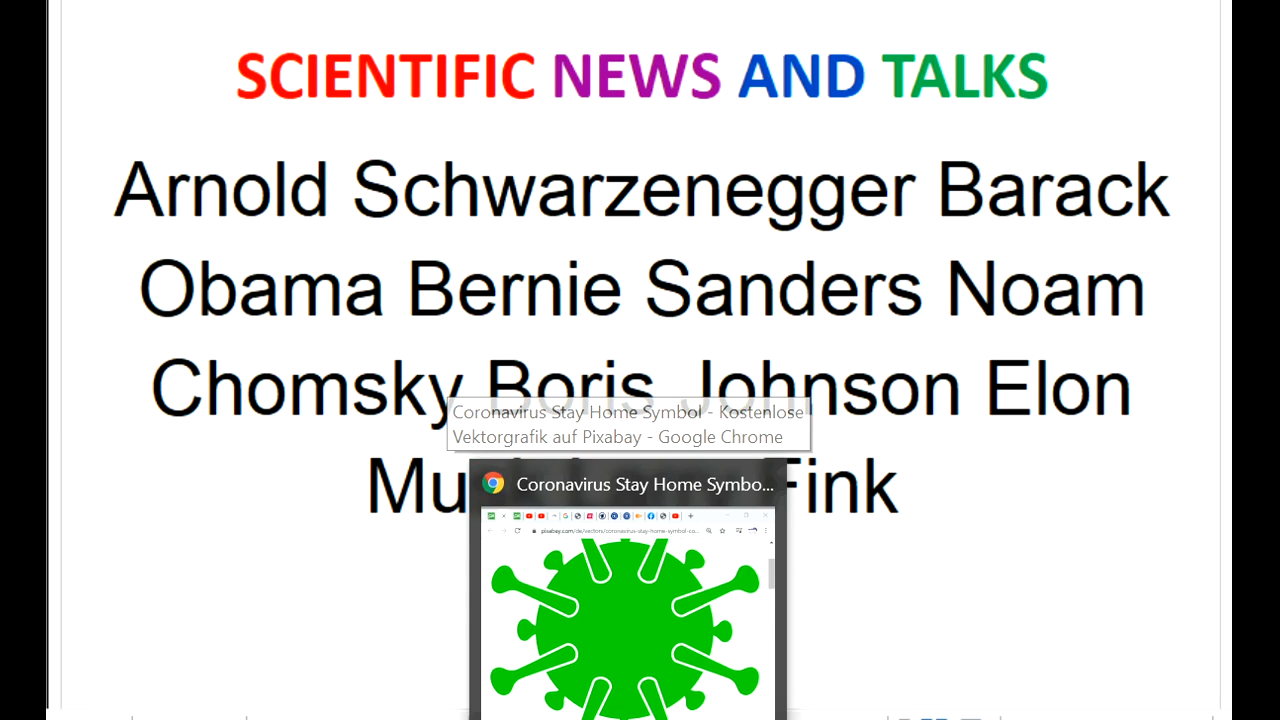 SCIENTIFIC NEWS AND TALKS
Arnold Schwarzenegger Barack
Obama Bernie Sanders Noam
Chomsky Boris Johnson Elon
Coronavirus Stay Home Symbol - Kostenlose
Vektorgrafik auf Pixabay - Google Chrome
Fink
Coronavirus Stay Home Symbo...